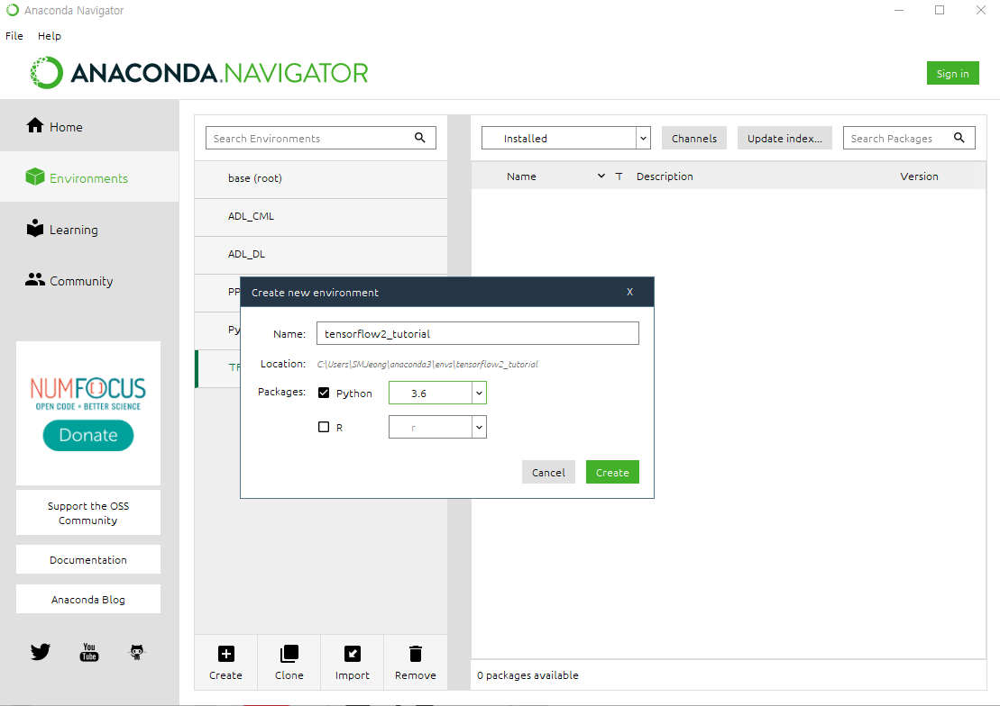 Anaconda Navigator
File Help
ANACONDA.NAVIGATOR
Sign in
Home
Environments
Learning
Community
NUMFOCUS
OPEN CODE = BETTER SCIENCE
Donate
Support the OSS
Community
Documentation
Anaconda Blog
You
Tube
Search Environments
base (root)
ADL_CML
ADL_DL
PP
Py
TF
Create Clone Import Remove
Installed Channels Update index... Search Packages
Name T Description Version
0 packages available
Create new environment X
Name: tensorflow2_tutorial
Location: C:\Users\SMJeong\anaconda3\envs\tensorflow2_tutorial
Packages: Python 3.6
R r
Cancel Create